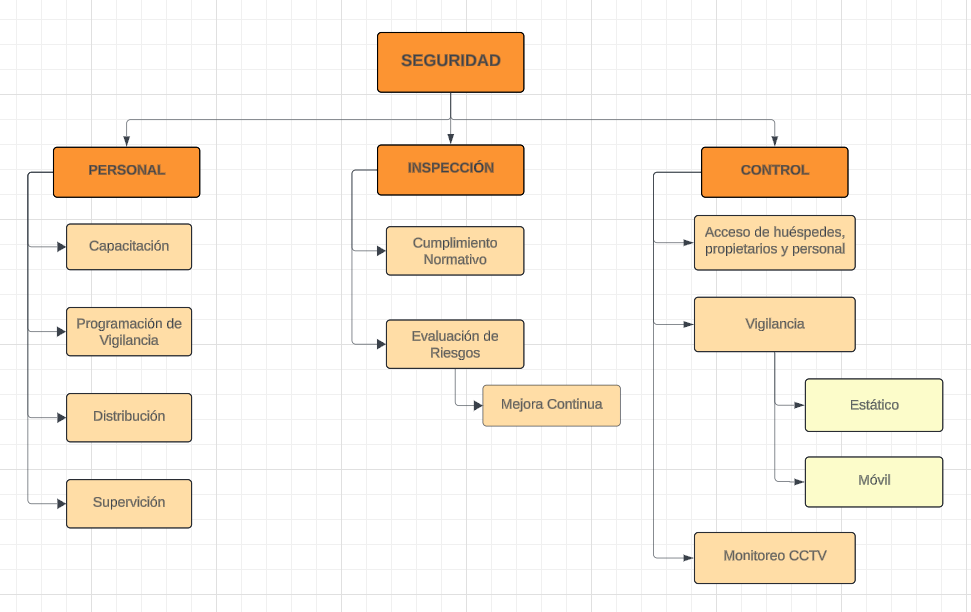 SEGURIDAD
PERSONAL
Capacitación
Programación de
Vigilancia
Distribución
Supervición
INSPECCIÓN
Cumplimiento
Normativo
Evaluación de
Riesgos
Mejora Continua
CONTROL
Acceso de huéspedes,
propietarios y personal
Vigilancia
Estático
Móvil
Monitoreo CCTV